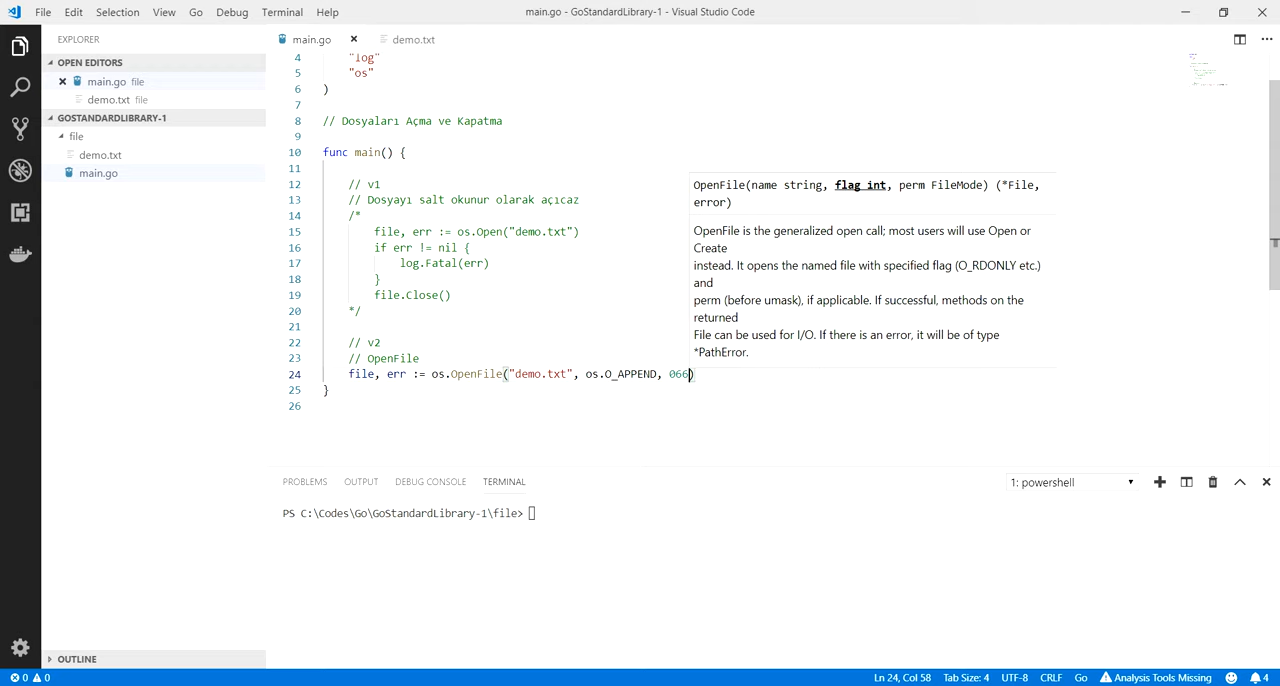 File Edit Selection View Go Debug Terminal Help main.go - GoStandardLibrary-1 - Visual Studio Code
EXPLORER
OPEN EDITORS
main.go file
demo.txt file
GOSTANDARDLIBRARY-1
file
demo.txt
main.go
OUTLINE
main.go demo.txt
4 "log"
5 "os"
6 )
7
8 // Dosyaları Açma ve Kapatma
9
10 func main() {
11
12 // v1
13 // Dosyayı salt okunur olarak açıcaz
14 /*
15 file, err := os.Open("demo.txt")
16 if err != nil {
17 log.Fatal(err)
18 }
19 file.Close()
20 */
21
22 // v2
23 // OpenFile
24 file, err := os.OpenFile("demo.txt", os.O_APPEND, 066)
25 }
26
OpenFile(name string, flag int, perm FileMode) (*File,
error)
OpenFile is the generalized open call; most users will use Open or
Create
instead. It opens the named file with specified flag (O_RDONLY etc.)
and
perm (before umask), if applicable. If successful, methods on the
returned
File can be used for I/O. If there is an error, it will be of type
*PathError.
PROBLEMS OUTPUT DEBUG CONSOLE TERMINAL 1: powershell
PS C:\Codes\Go\GoStandardLibrary-1\file>
0 0 Ln 24, Col 58 Tab Size: 4 UTF-8 CRLF Go Analysis Tools Missing 4